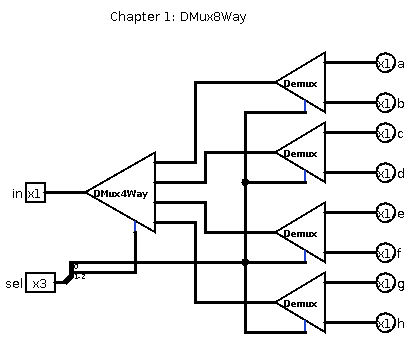 Chapter 1: DMux8Way
Demux
x1 a
x1 b
x1 c
Demux
x1 d
in x1
DMux4Way
x1 e
Demux
x1 f
sel x3
0
1-2
x1 g
Demux
x1 h